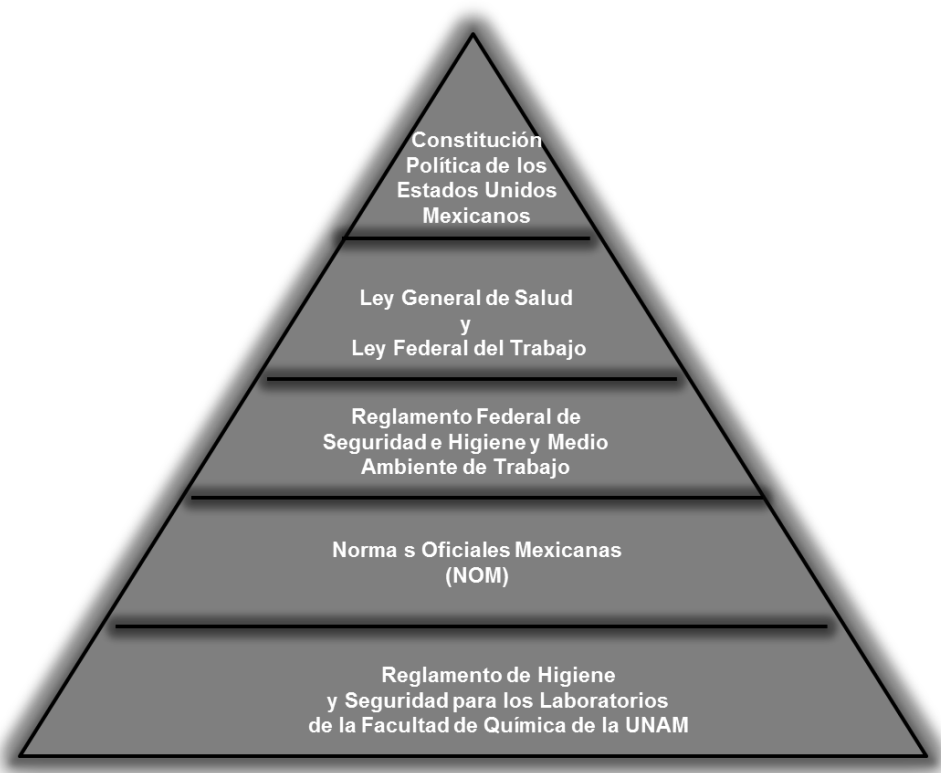 Constitución
Política de los
Estados Unidos
Mexicanos
Ley General de Salud
y
Ley Federal del Trabajo
Reglamento Federal de
Seguridad e Higiene y Medio
Ambiente de Trabajo
Norma s Oficiales Mexicanas
(NOM)
Reglamento de Higiene
y Seguridad para los Laboratorios
de la Facultad de Química de la UNAM